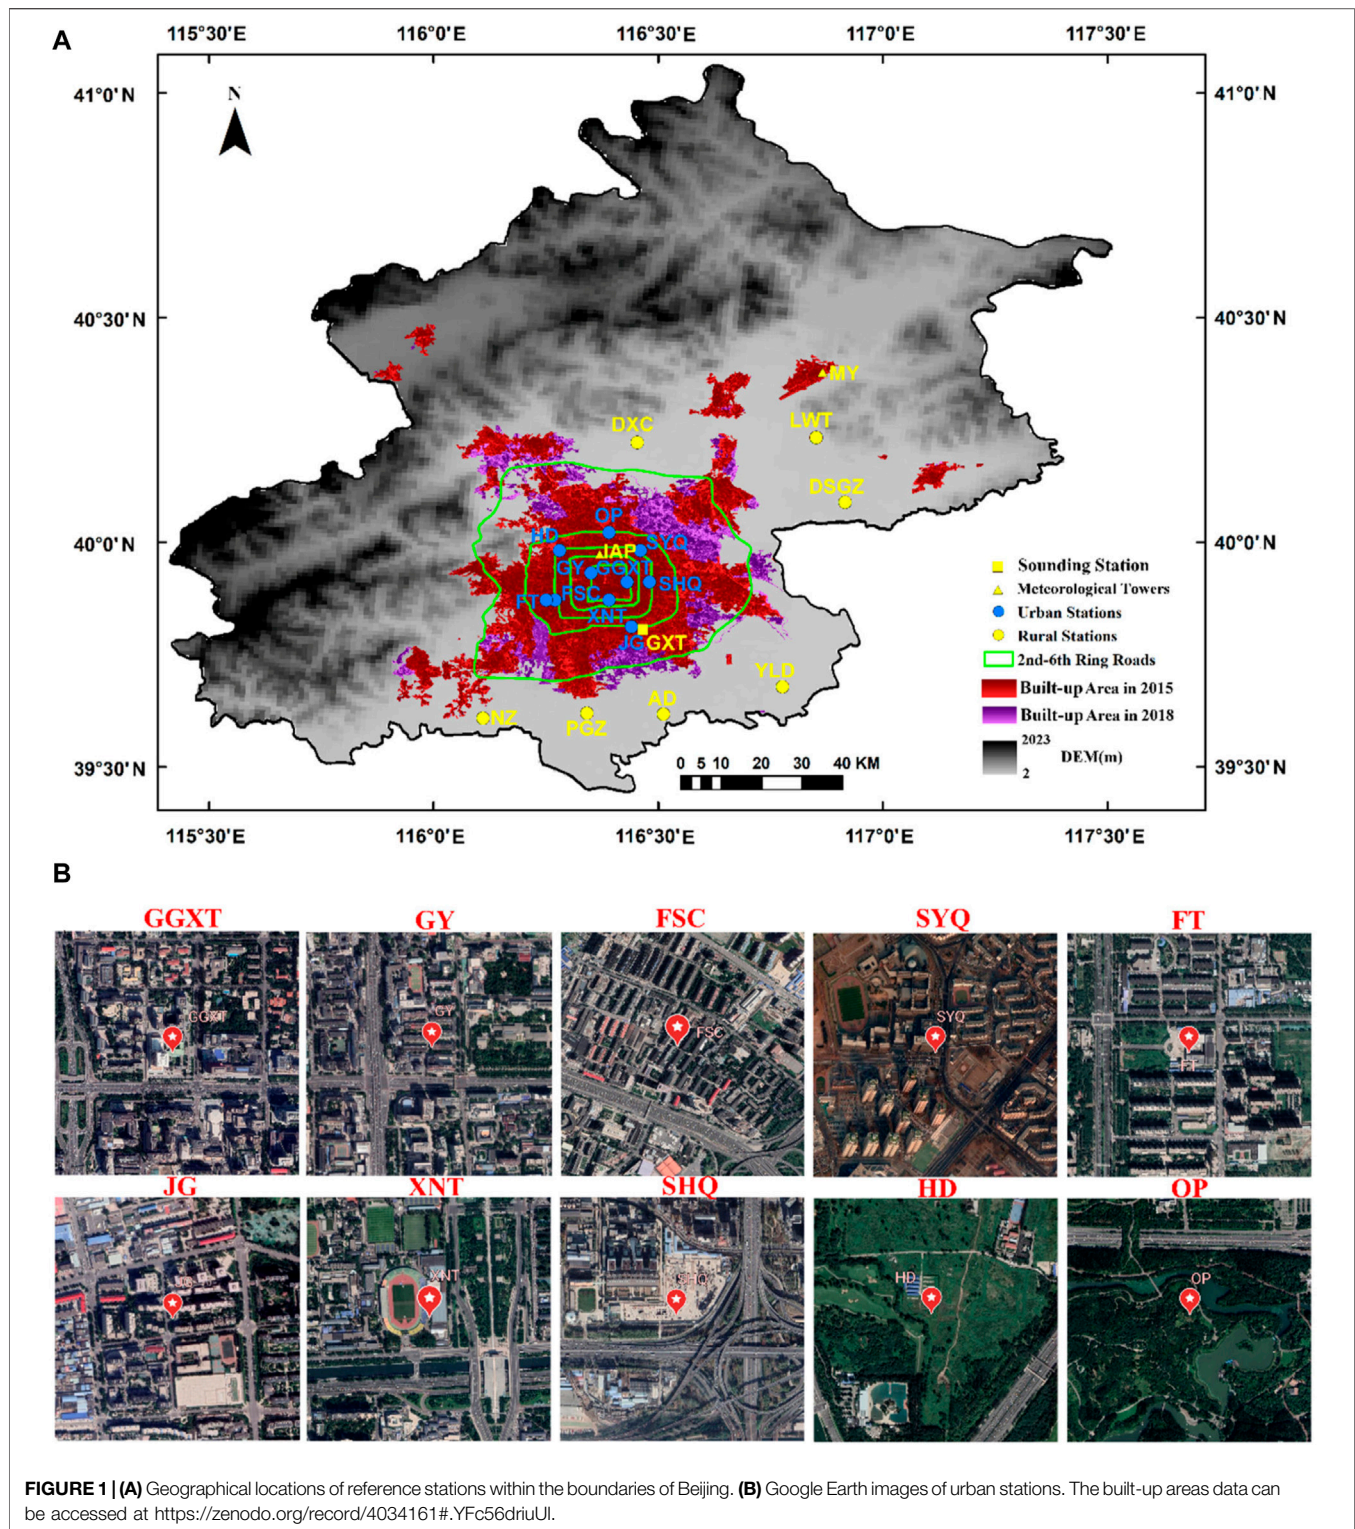 A
115°30'E 116°0'E 116°30'E 117°0'E 117°30'E
N
41°0'N 41°0'N
40°30'N 40°30'N
MY
DXC LWT
DSGZ
OP
40°0'N HD IAP SYQ 40°0'N
GY GGXT
FT FSC SHQ
XNT
JG GXT
YLD
NZ PGZ AD
39°30'N 39°30'N
Sounding Station
Meteorological Towers
Urban Stations
Rural Stations
2nd-6th Ring Roads
Built-up Area in 2015
Built-up Area in 2018
2023
DEM(m)
2
0 5 10 20 30 40 KM
115°30'E 116°0'E 116°30'E 117°0'E 117°30'E
B
GGXT GY FSC SYQ FT
GGXT GY FSC SYQ FT
JG XNT SHQ HD OP
JG XNT SHQ HD OP
FIGURE 1 | (A) Geographical locations of reference stations within the boundaries of Beijing. (B) Google Earth images of urban stations. The built-up areas data can
be accessed at https://zenodo.org/record/4034161#.YFc56driuUl.